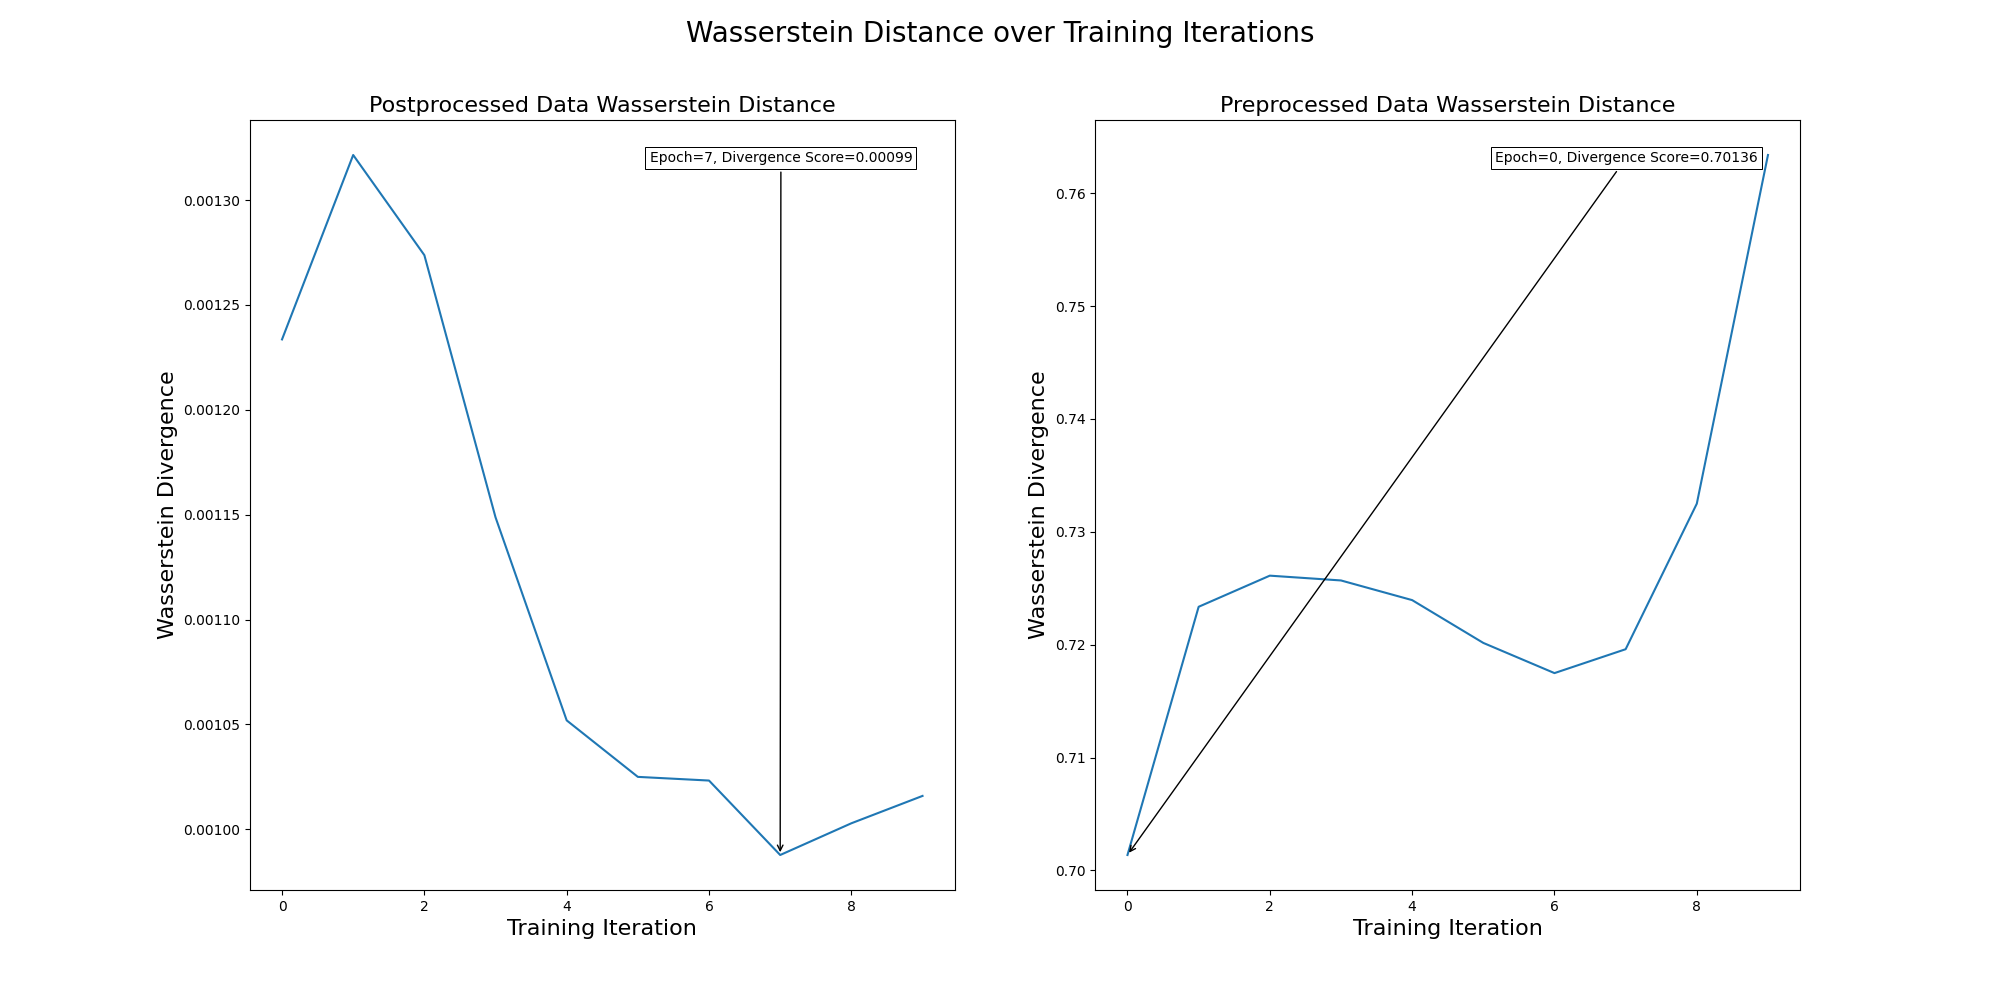 Wasserstein Distance over Training Iterations
Postprocessed Data Wasserstein Distance
Epoch=7, Divergence Score=0.00099
0.00130
0.00125
0.00120
0.00115
0.00110
0.00105
0.00100
Wasserstein Divergence
0 2 4 6 8
Training Iteration
Preprocessed Data Wasserstein Distance
Epoch=0, Divergence Score=0.70136
0.76
0.75
0.74
0.73
0.72
0.71
0.70
Wasserstein Divergence
0 2 4 6 8
Training Iteration